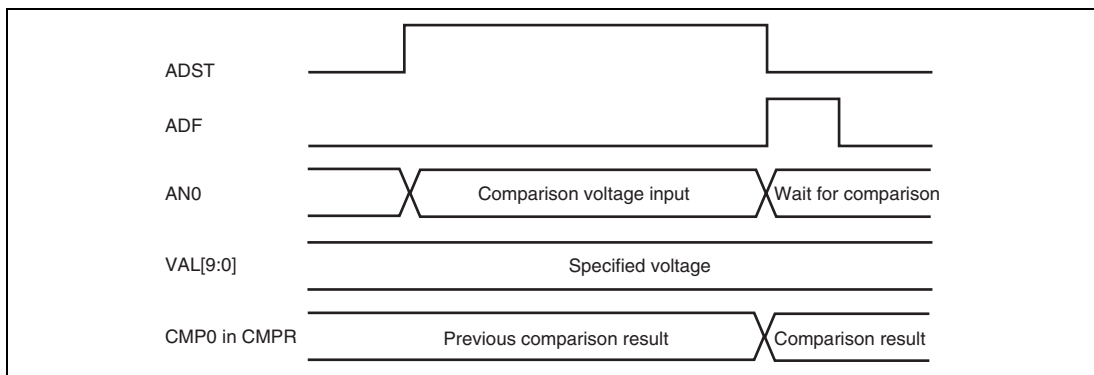 ADST
ADF
AN0
Comparison voltage input
Wait for comparison
VAL[9:0]
Specified voltage
CMP0 in CMPR
Previous comparison result
Comparison result